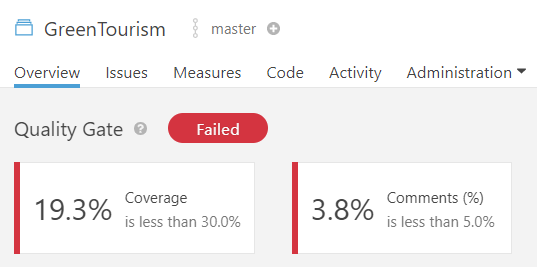 GreenTourism master
Overview Issues Measures Code Activity Administration
Quality Gate ? Failed
19.3% Coverage
is less than 30.0%
3.8% Comments (%)
is less than 5.0%